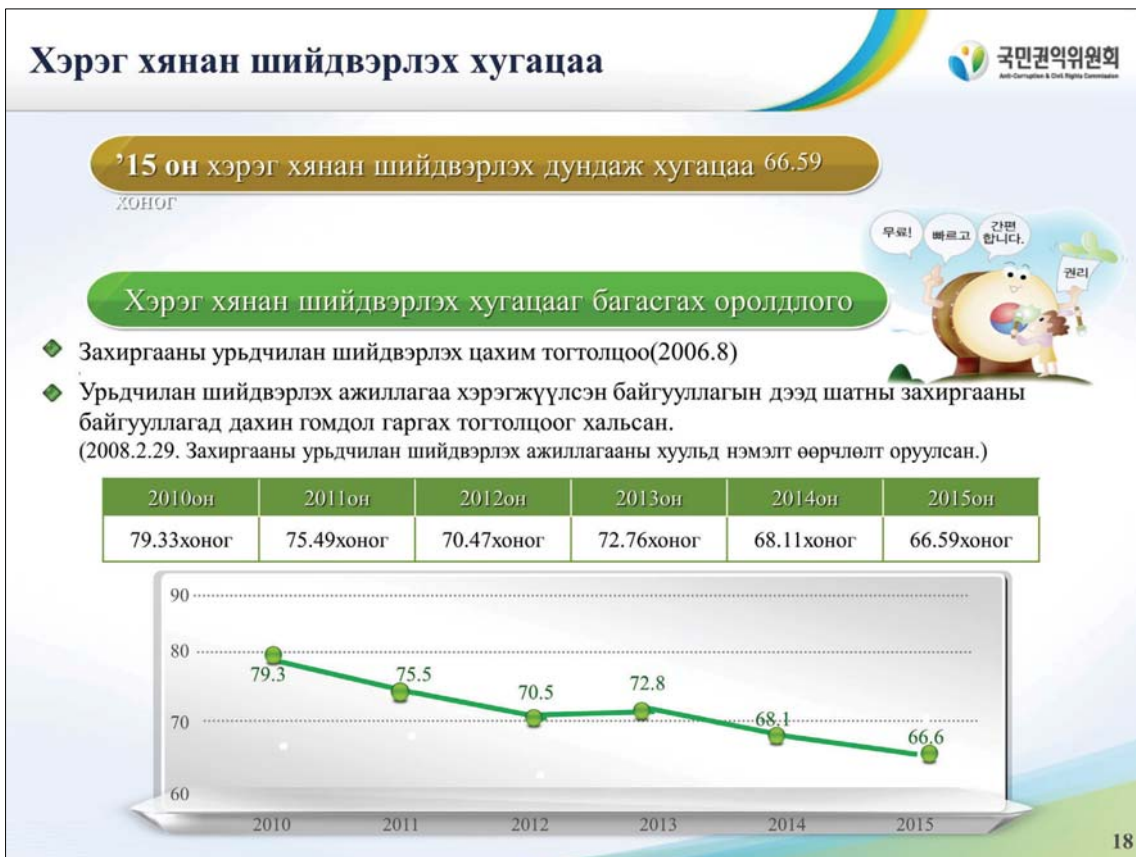 Хэрэг хянан шийдвэрлэх хугацаа
국민권익위원회
Anti-Corruption & Civil Rights Commission
’15 он хэрэг хянан шийдвэрлэх дундаж хугацаа 66.59
хоног
무료!
빠르고
간편
합니다.
권리
Хэрэг хянан шийдвэрлэх хугацааг багасгах оролдлого
Захиргааны урьдчилан шийдвэрлэх цахим тогтолцоо(2006.8)
Урьдчилан шийдвэрлэх ажиллагаа хэрэгжүүлсэн байгууллагын дээд шатны захиргааны
байгууллагад дахин гомдол гаргах тогтолцоог хальсан.
(2008.2.29. Захиргааны урьдчилан шийдвэрлэх ажиллагааны хуульд нэмэлт өөрчлөлт оруулсан.)
2010он 2011он 2012он 2013он 2014он 2015он
79.33хоног 75.49хоног 70.47хоног 72.76хоног 68.11хоног 66.59хоног
90
80
70
60
79.3 75.5 70.5 72.8 68.1 66.6
2010 2011 2012 2013 2014 2015
18